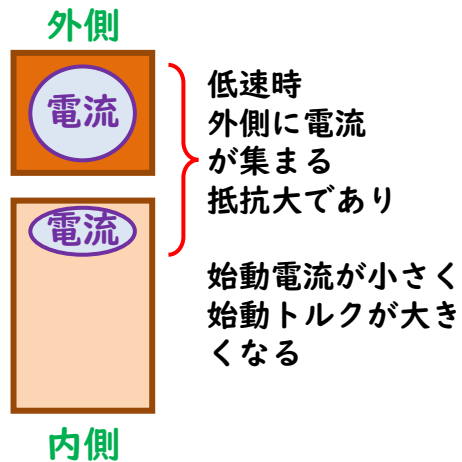 外側
電流
電流
内側
低速時
外側に電流
が集まる
抵抗大であり
始動電流が小さく
始動トルクが大き
くなる